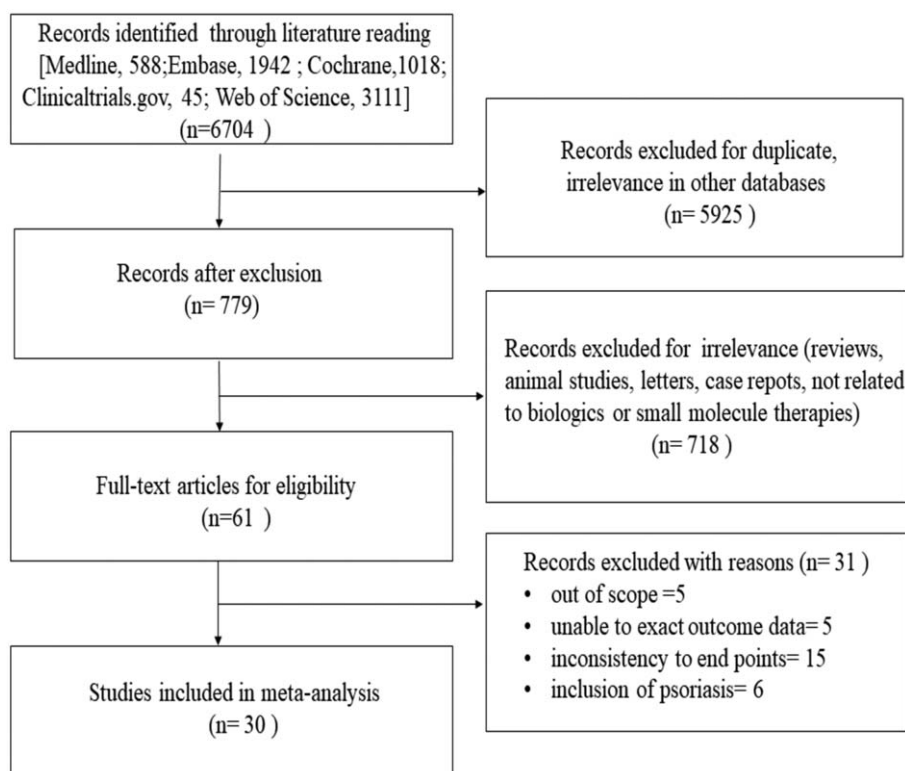 Records identified through literature reading
[Medline, 588;Embase, 1942 ; Cochrane,1018;
Clinicaltrials.gov, 45; Web of Science, 3111]
(n=6704 )
Records excluded for duplicate,
irrelevance in other databases
(n= 5925 )
Records after exclusion
(n= 779)
Records excluded for irrelevance (reviews,
animal studies, letters, case repots, not related
to biologics or small molecule therapies)
(n= 718 )
Full-text articles for eligibility
(n=61 )
Records excluded with reasons (n= 31 )
• out of scope =5
• unable to exact outcome data= 5
• inconsistency to end points= 15
• inclusion of psoriasis= 6
Studies included in meta-analysis
(n= 30 )